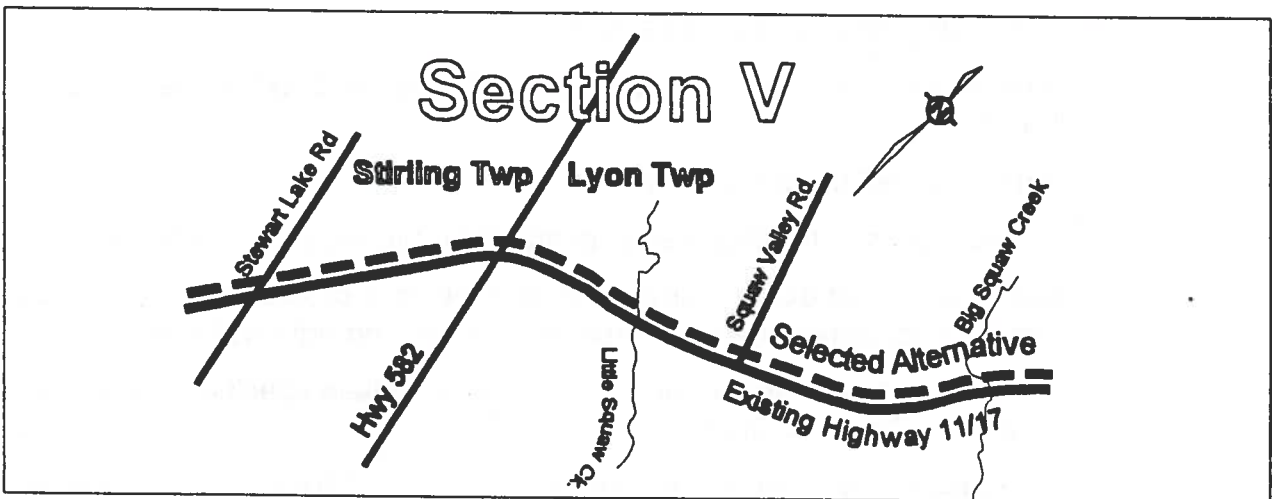 Section V
Stewart Lake Rd
Stirling Twp
Lyon Twp
Squaw Valley Rd.
Big Squaw Creek
Hwy 582
Little Squaw Ck.
Selected Alternative
Existing Highway 11/17